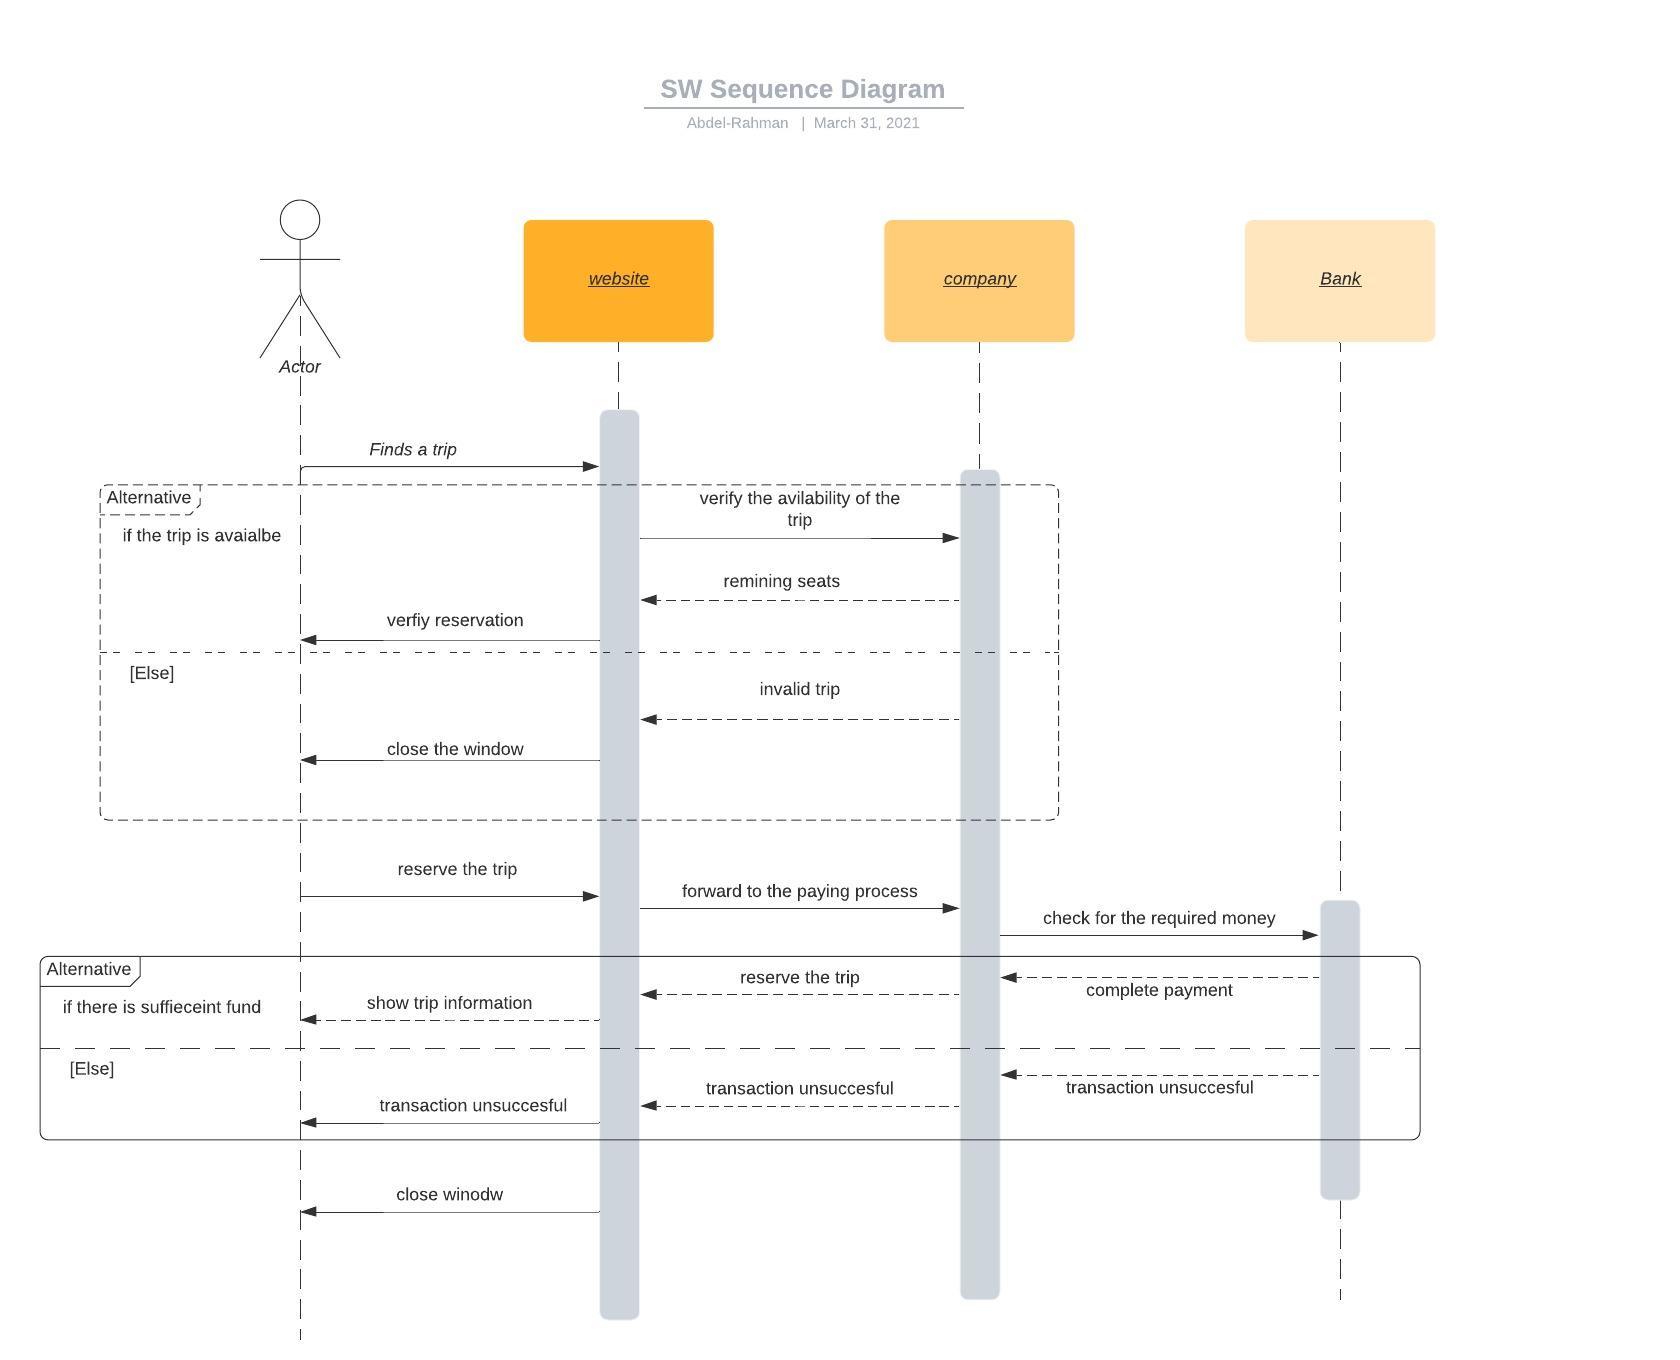 SW Sequence Diagram
Abdel-Rahman | March 31, 2021
website
company
Bank
Actor
Finds a trip
Alternative
verify the avilability of the
trip
if the trip is avaialbe
remining seats
verfiy reservation
[Else]
invalid trip
close the window
reserve the trip
forward to the paying process
check for the required money
Alternative
reserve the trip
complete payment
show trip information
if there is suffieceint fund
[Else]
transaction unsuccesful
transaction unsuccesful
transaction unsuccesful
close winodw